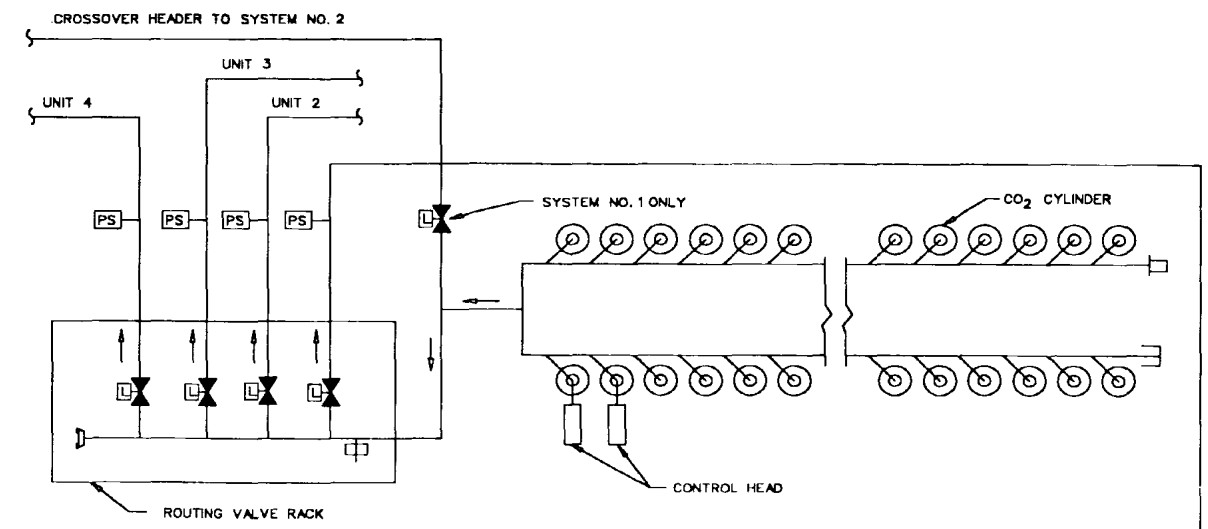 CROSSOVER HEADER TO SYSTEM NO. 2
UNIT 3
UNIT 4
UNIT 2
PS
PS
PS
PS
L
SYSTEM NO. 1 ONLY
CO₂ CYLINDER
L
L
L
L
CONTROL HEAD
ROUTING VALVE RACK